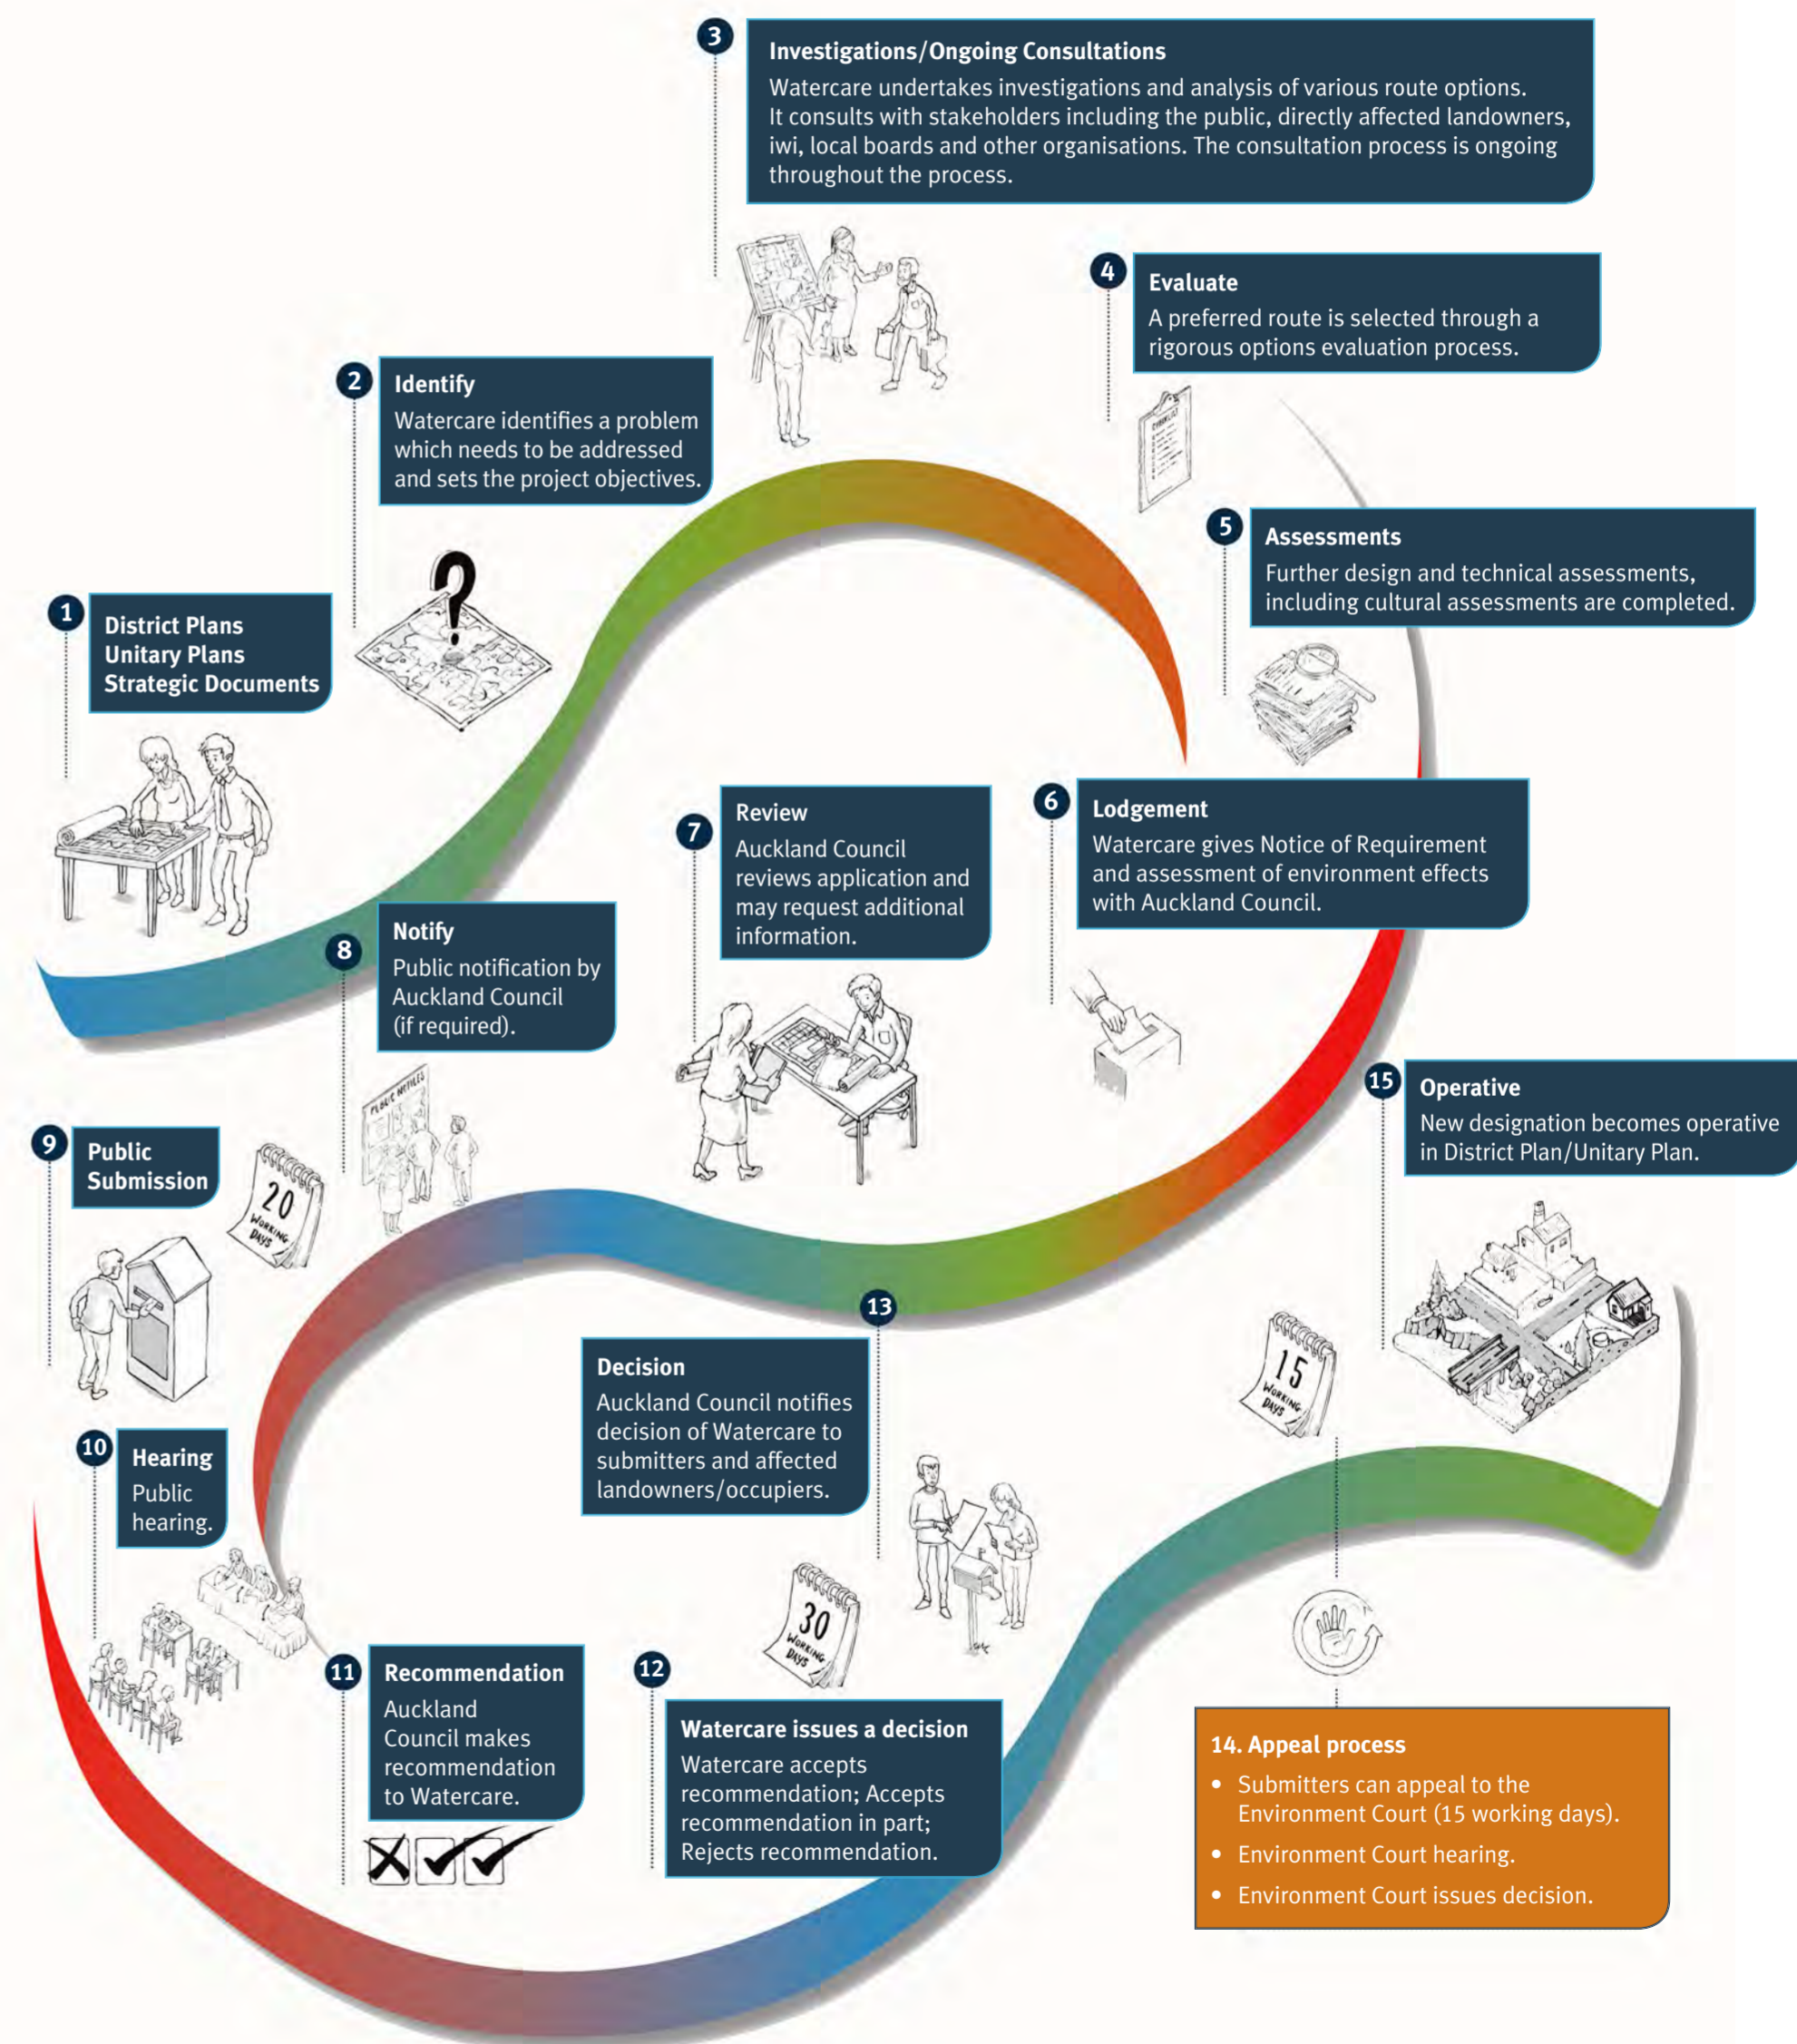 1
District Plans
Unitary Plans
Strategic Documents
2
Identify
Watercare identifies a problem
which needs to be addressed
and sets the project objectives.
3
Investigations/Ongoing Consultations
Watercare undertakes investigations and analysis of various route options.
It consults with stakeholders including the public, directly affected landowners,
iwi, local boards and other organisations. The consultation process is ongoing
throughout the process.
4
Evaluate
A preferred route is selected through a
rigorous options evaluation process.
CHECKLIST
5
Assessments
Further design and technical assessments,
including cultural assessments are completed.
6
Lodgement
Watercare gives Notice of Requirement
and assessment of environment effects
with Auckland Council.
7
Review
Auckland Council
reviews application and
may request additional
information.
8
Notify
Public notification by
Auckland Council
(if required).
PUBLIC NOTICES
9
Public
Submission
20
WORKING
DAYS
10
Hearing
Public
hearing.
11
Recommendation
Auckland
Council makes
recommendation
to Watercare.
12
Watercare issues a decision
Watercare accepts
recommendation; Accepts
recommendation in part;
Rejects recommendation.
30
WORKING
DAYS
13
Decision
Auckland Council notifies
decision of Watercare to
submitters and affected
landowners/occupiers.
15
WORKING
DAYS
14. Appeal process
• Submitters can appeal to the
Environment Court (15 working days).
• Environment Court hearing.
• Environment Court issues decision.
15
Operative
New designation becomes operative
in District Plan/Unitary Plan.